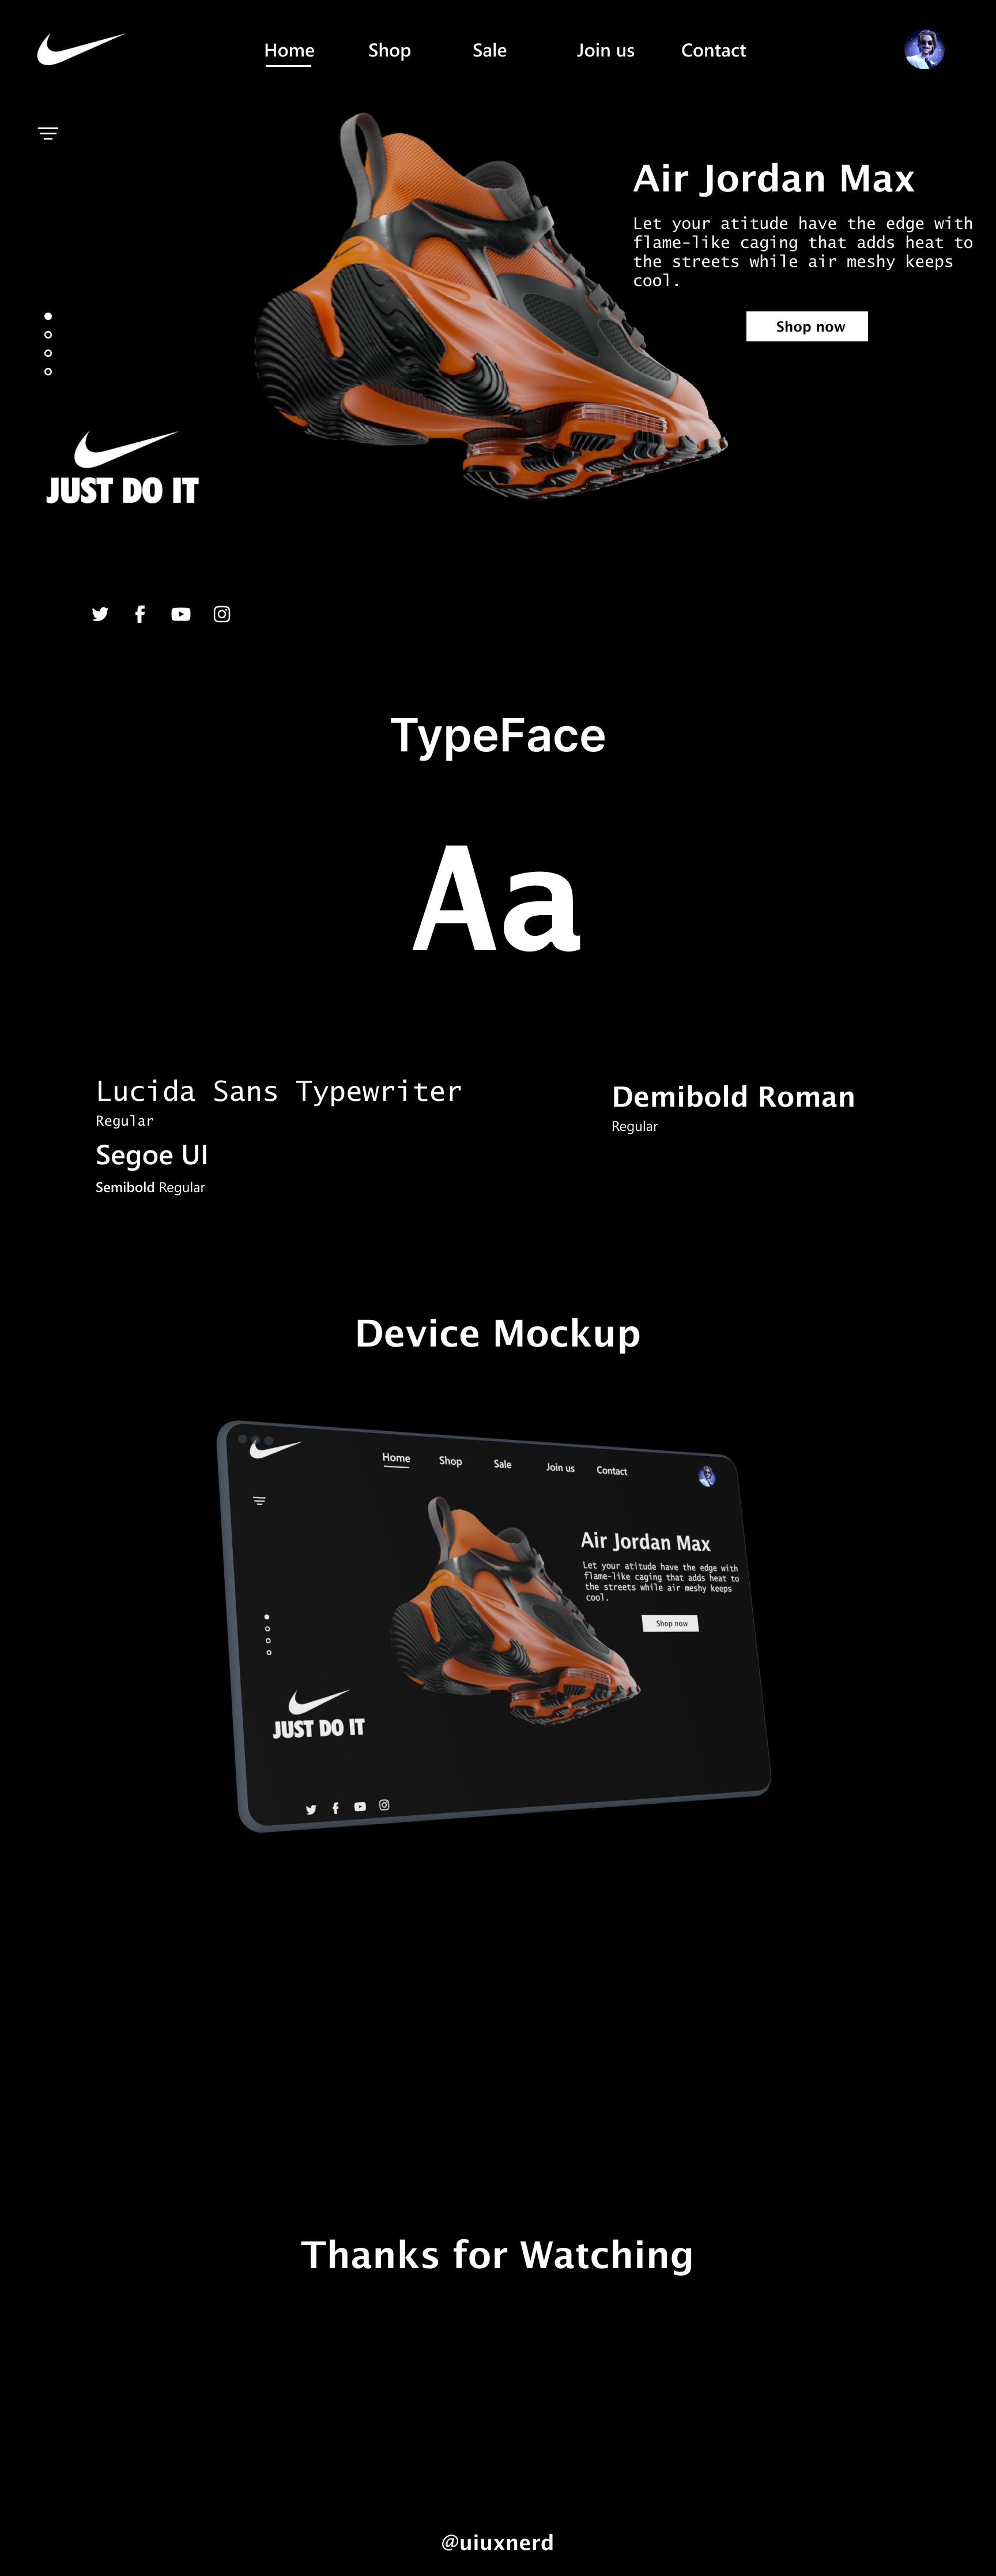 Home Shop Sale Join us Contact
Air Jordan Max
Let your atitude have the edge with
flame-like caging that adds heat to
the streets while air meshy keeps
cool.
Shop now
JUST DO IT
TypeFace
Aa
Lucida Sans Typewriter
Regular
Segoe UI
Semibold Regular
Demibold Roman
Regular
Device Mockup
Home Shop Sale Join us Contact
Air Jordan Max
Let your atitude have the edge with
flame-like caging that adds heat to
the streets while air meshy keeps
cool.
Shop now
JUST DO IT
Thanks for Watching
@uiuxnerd